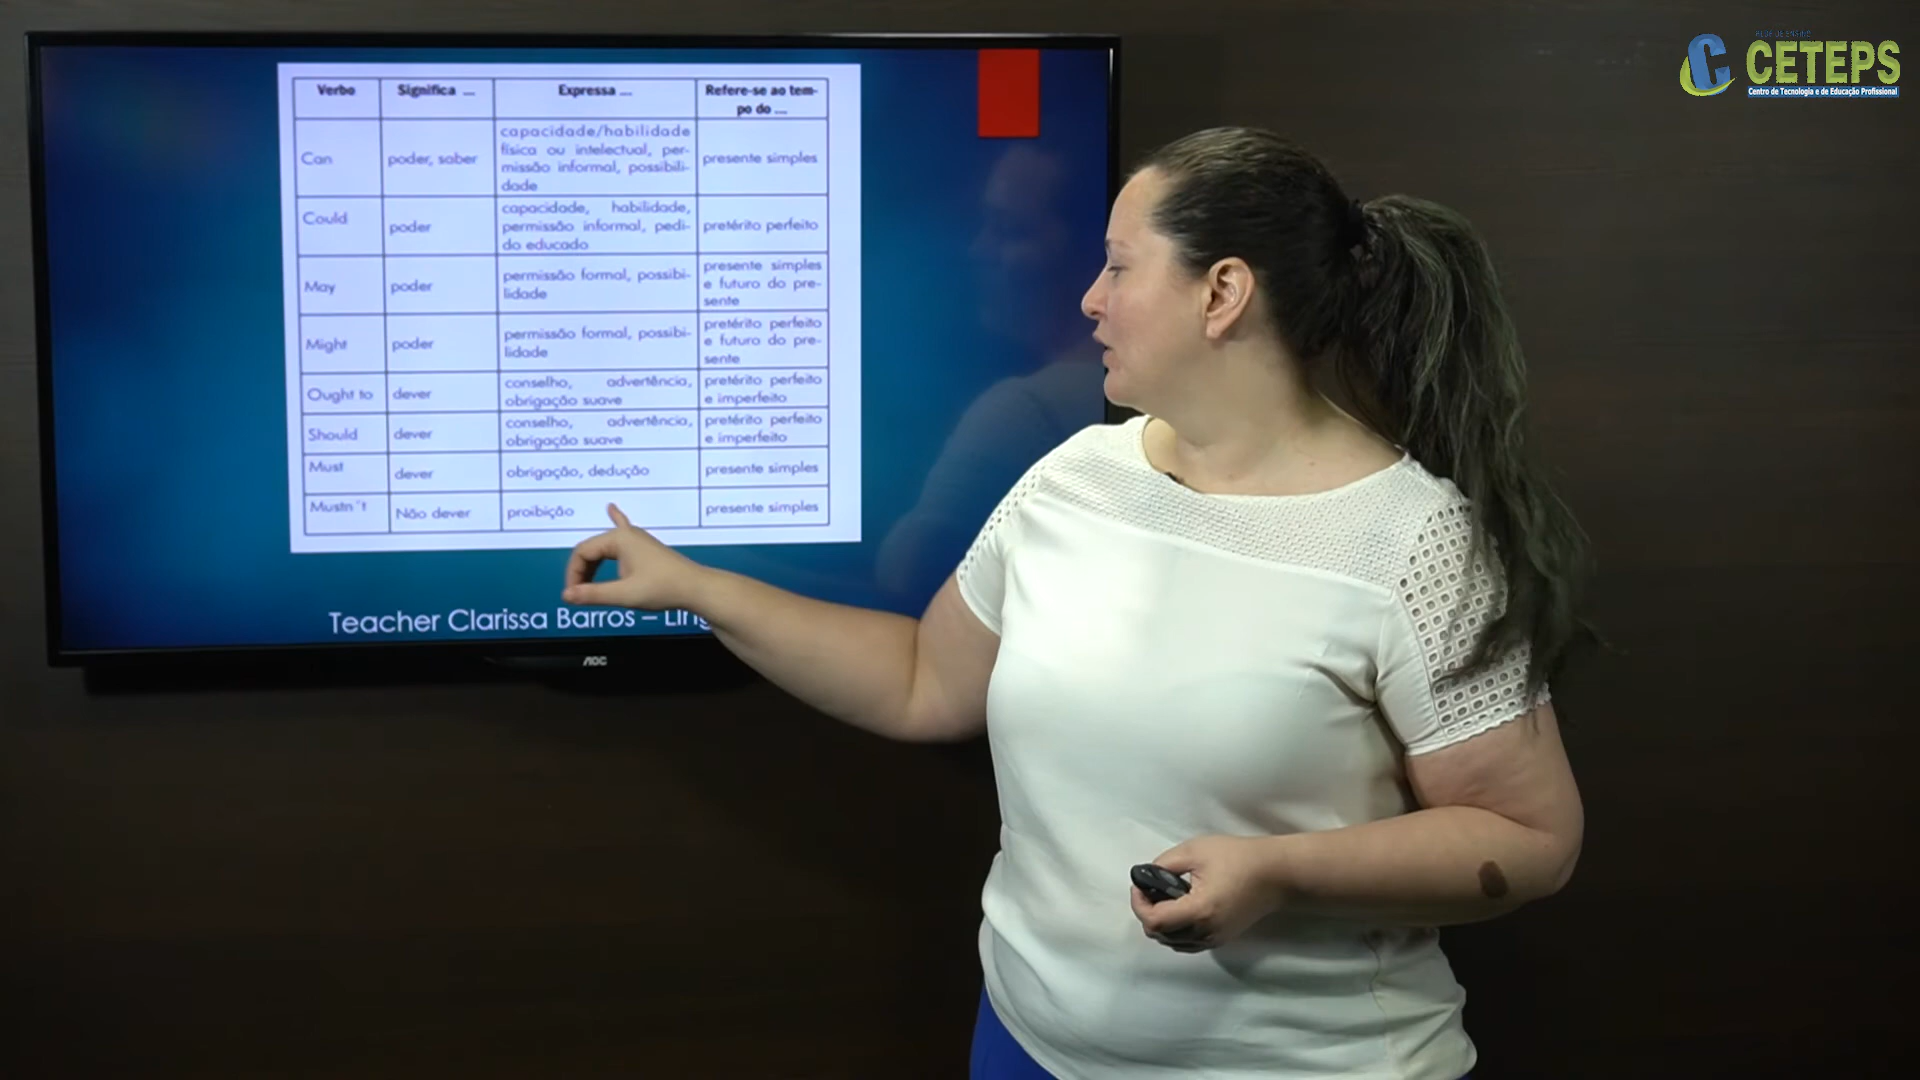 REDE DE ENSINO
CETEPS
Centro de Tecnologia e de Educação Profissional
Verbo Significa ... Expressa ... Refere-se ao tem-
po do ...
Can poder, saber capacidade/habilidade
física ou intelectual, per-
missão informal, possibili-
dade presente simples
Could poder capacidade, habilidade,
permissão informal, pedi-
do educado pretérito perfeito
May poder permissão formal, possibi-
lidade presente simples
e futuro do pre-
sente
Might poder permissão formal, possibi-
lidade pretérito perfeito
e futuro do pre-
sente
Ought to dever conselho, advertência,
obrigação suave pretérito perfeito
e imperfeito
Should dever conselho, advertência,
obrigação suave pretérito perfeito
e imperfeito
Must dever obrigação, dedução presente simples
Mustn´t Não dever proibição presente simples
Teacher Clarissa Barros –
AOC